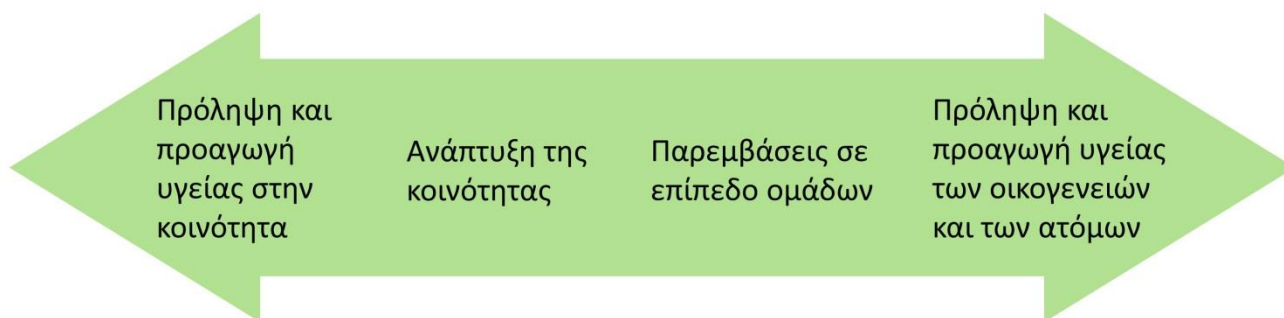 Πρόληψη και
προαγωγή
υγείας στην
κοινότητα
Ανάπτυξη της
κοινότητας
Παρεμβάσεις σε
επίπεδο ομάδων
Πρόληψη και
προαγωγή υγείας
των οικογενειών
και των ατόμων